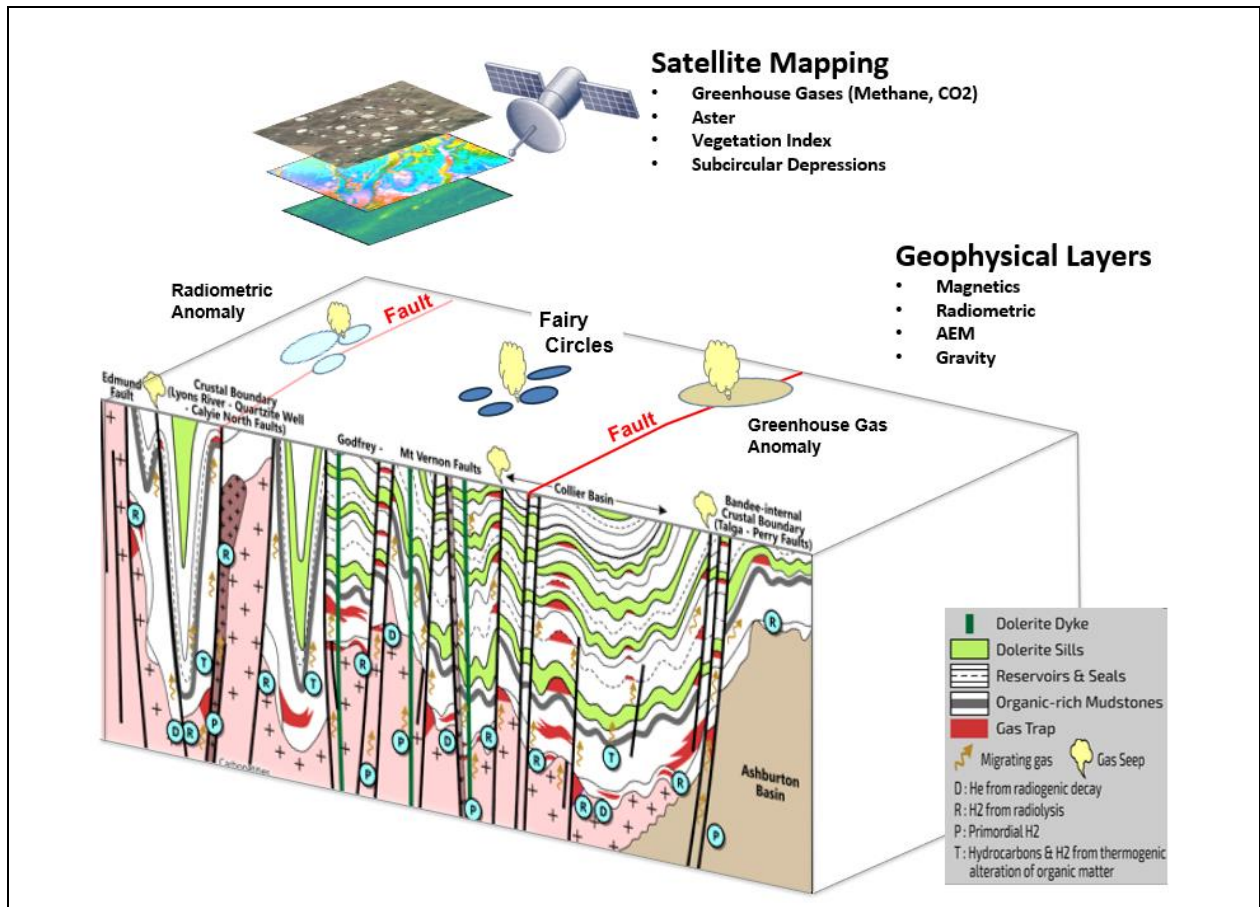 Satellite Mapping
• Greenhouse Gases (Methane, CO2)
• Aster
• Vegetation Index
• Subcircular Depressions
Geophysical Layers
• Magnetics
• Radiometric
• AEM
• Gravity
Radiometric
Anomaly
Fault
Fairy
Circles
Fault
Greenhouse Gas
Anomaly
Edmund
Fault
Crustal Boundary
(Lyons River - Quartzite Well
- Calyie North Faults)
Godfrey -
Mt Vernon Faults
Collier Basin
Bandee-internal
Crustal Boundary
(Talga - Perry Faults)
R
R
T
D
R
P
R
T
R
D
P
P
D
R
P
R
R
D
T
R
P
R
Carbonatites
Ashburton
Basin
Dolerite Dyke
Dolerite Sills
Reservoirs & Seals
Organic-rich Mudstones
Gas Trap
Migrating gas
Gas Seep
D : He from radiogenic decay
R : H2 from radiolysis
P : Primordial H2
T : Hydrocarbons & H2 from thermogenic
alteration of organic matter